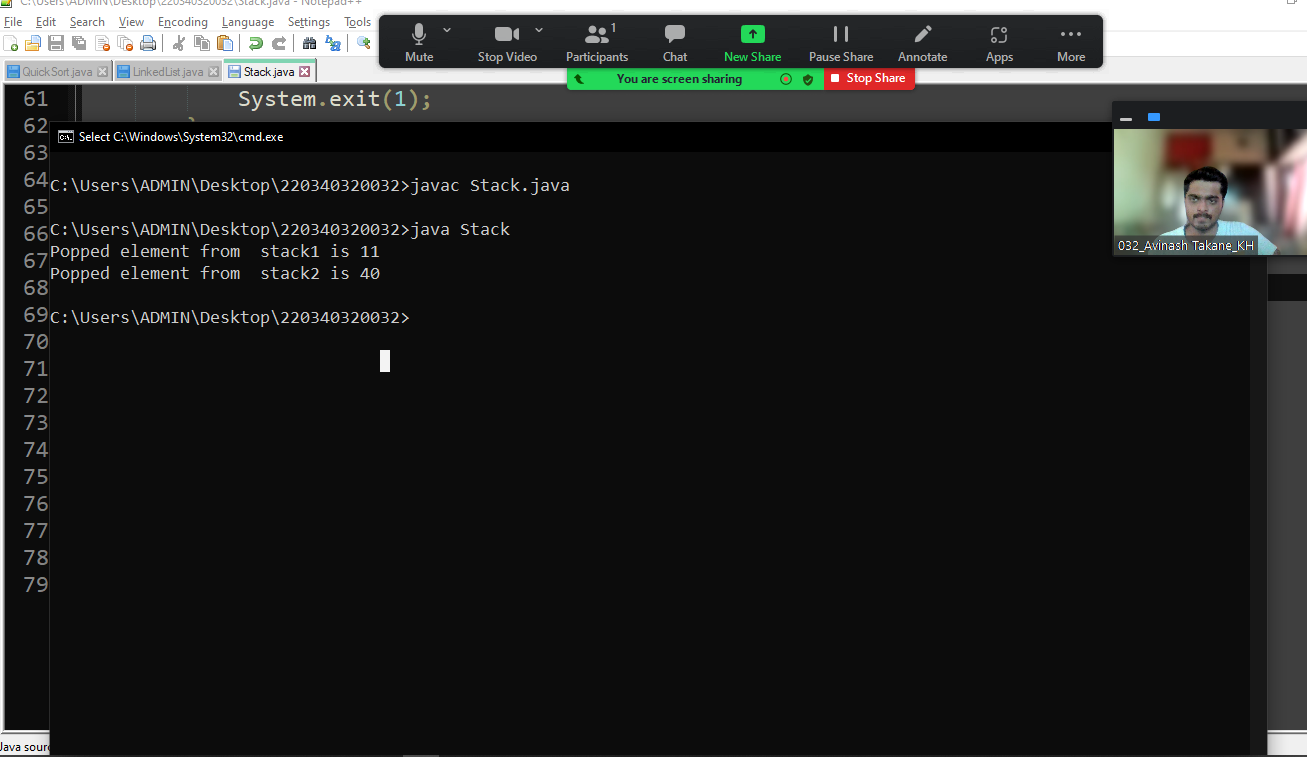 C:\Users\ADMIN\Desktop\220340320032\Stack.java - Notepad++
File Edit Search View Encoding Language Settings Tools
Mute Stop Video Participants 1 Chat New Share Pause Share Annotate Apps More
You are screen sharing Stop Share
QuickSort.java LinkedList.java Stack.java
61 System.exit(1);
62
Select C:\Windows\System32\cmd.exe
63
64
C:\Users\ADMIN\Desktop\220340320032>javac Stack.java
65
66
C:\Users\ADMIN\Desktop\220340320032>java Stack
Popped element from  stack1 is 11
67
Popped element from  stack2 is 40
032_Avinash Takane_KH
68
69
C:\Users\ADMIN\Desktop\220340320032>
70
71
72
73
74
75
76
77
78
79
Java sour